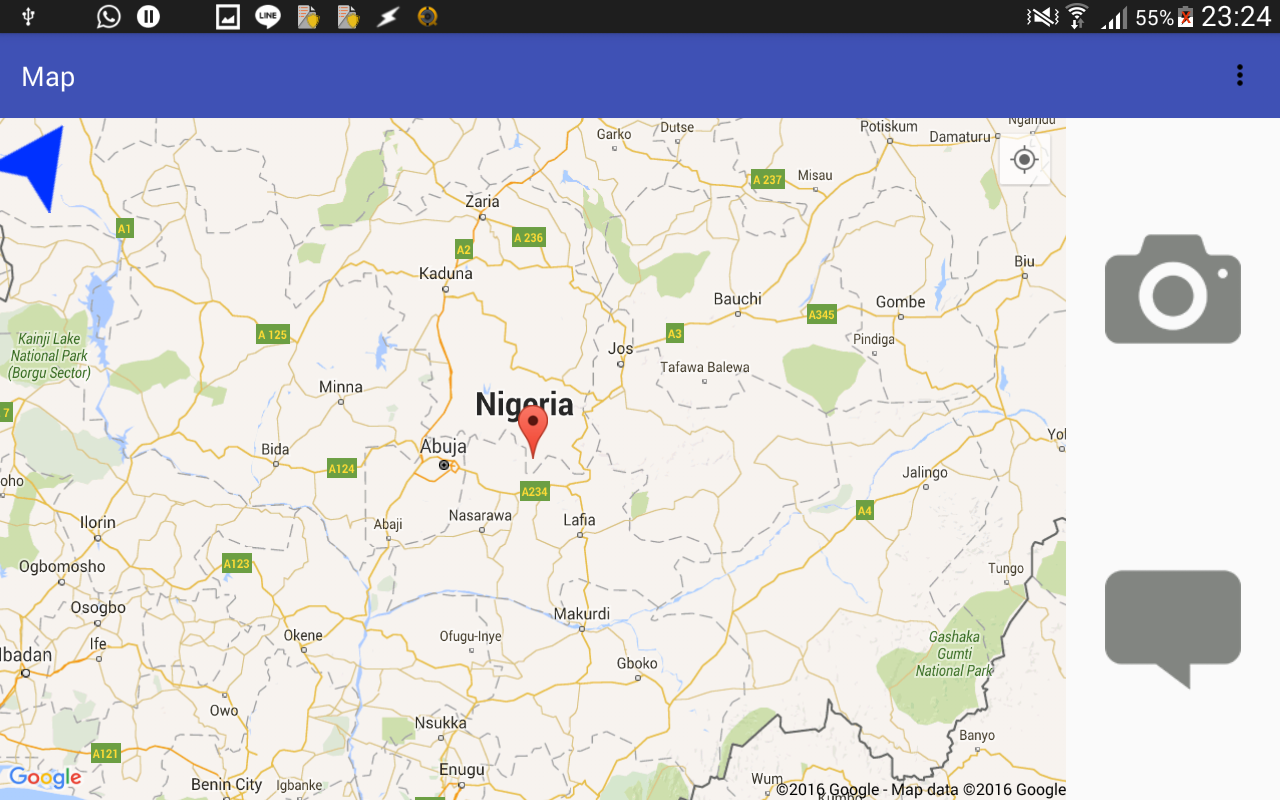 LINE
55%
23:24
Map
Garko
Dutse
Potiskum
Damaturu
Ngamdu
A 237
Misau
Zaria
A1
A 236
A2
Kaduna
Biu
Bauchi
Gombe
A345
A 125
A3
Kainji Lake
National Park
(Borgu Sector)
Jos
Pindiga
Tafawa Balewa
Minna
Nigeria
7
Abuja
Bida
A124
Jalingo
A234
A4
Nasarawa
Lafia
Abaji
Ilorin
Ogbomosho
A123
Tungo
Osogbo
Makurdi
Okene
Ofugu-Inye
Ife
Gashaka
Gumti
National Park
Ibadan
Gboko
Owo
Nsukka
Banyo
A121
Enugu
Google
Benin City
Igbanke
Wum
©2016 Google - Map data ©2016 Google